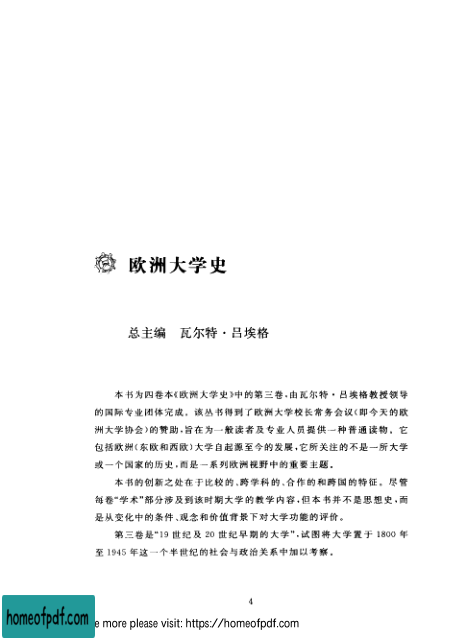 欧洲大学史
总主编 瓦尔特·吕埃格
本书为四卷本《欧洲大学史》中的第三卷,由瓦尔特·吕埃格教授领导
的国际专业团体完成。该丛书得到了欧洲大学校长常务会议(即今天的欧
洲大学协会)的赞助,旨在为一般读者及专业人员提供一种普通读物。它
包括欧洲(东欧和西欧)大学自起源至今的发展,它所关注的不是一所大学
或一个国家的历史,而是一系列欧洲视野中的重要主题。
本书的创新之处在于比较的、跨学科的、合作的和跨国的特征。尽管
每卷“学术”部分涉及到该时期大学的教学内容,但本书并不是思想史,而
是从变化中的条件、观念和价值背景下对大学功能的评价。
第三卷是“19世纪及20世纪早期的大学”,试图将大学置于1800年
至1945年这一个半世纪的社会与政治关系中加以考察。
4
homeofpdf.com
e more please visit: https://homeofpdf.com